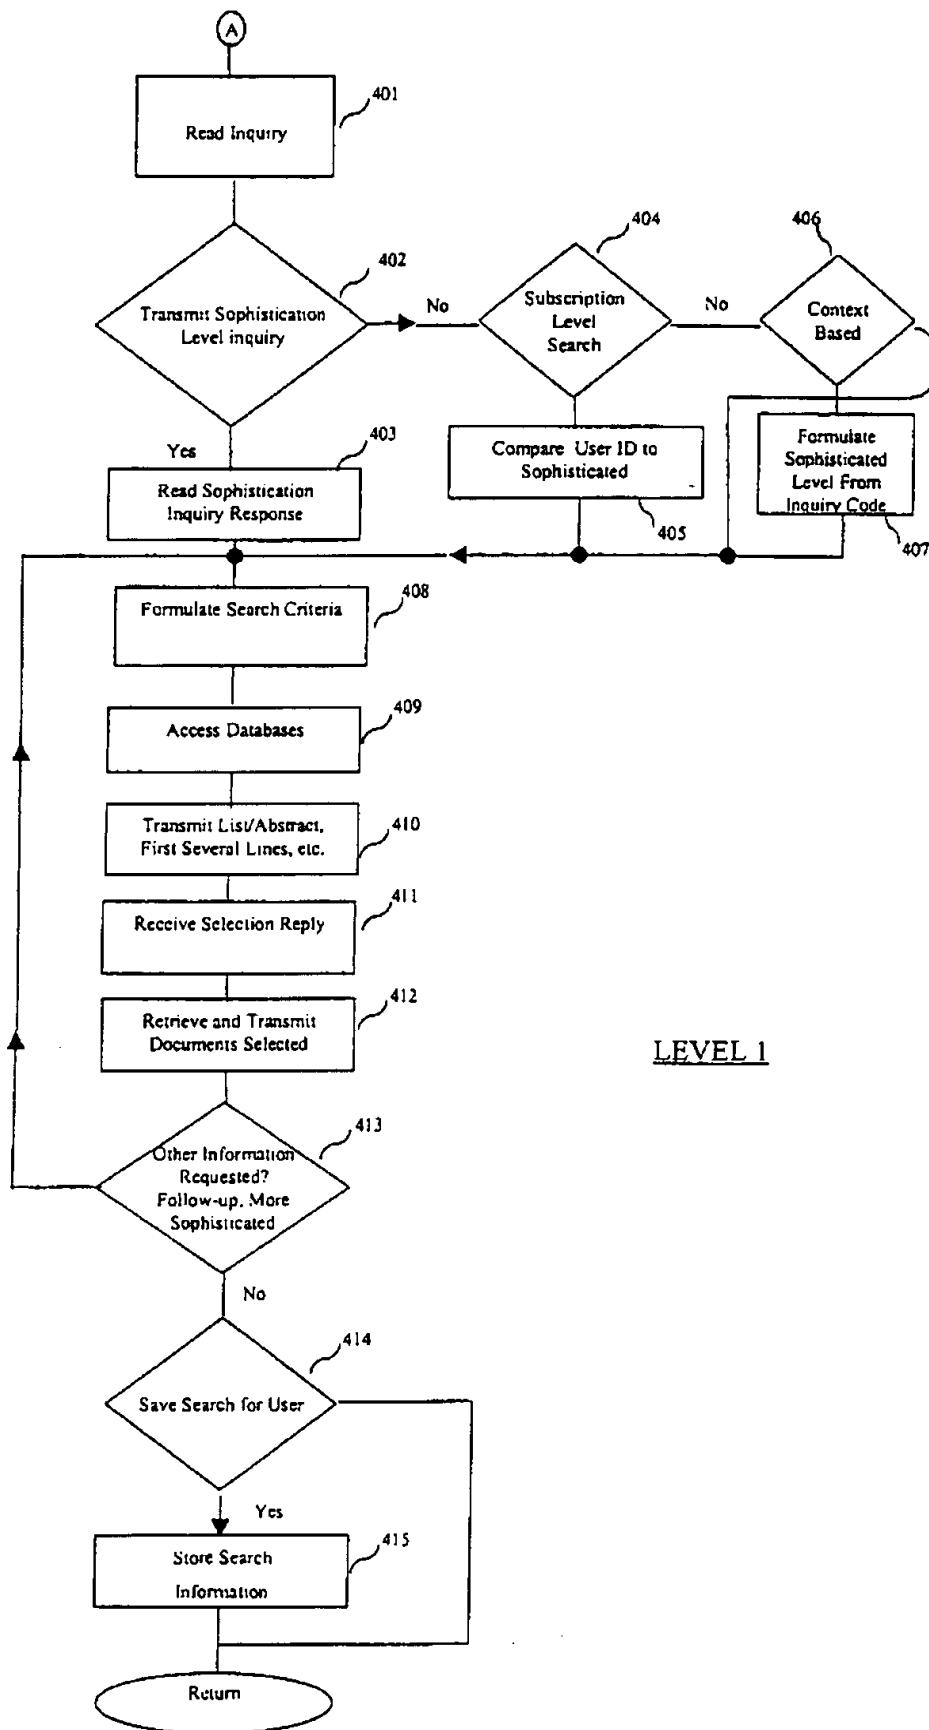 A
401
Read Inquiry
402
Transmit Sophistication
Level inquiry
No
404
Subscription
Level
Search
No
406
Context
Based
Yes
403
Read Sophistication
Inquiry Response
Compare User ID to
Sophisticated
405
Formulate
Sophisticated
Level From
Inquiry Code
407
Formulate Search Criteria
408
Access Databases
409
Transmit List/Abstract,
First Several Lines, etc.
410
Receive Selection Reply
411
Retrieve and Transmit
Documents Selected
412
LEVEL 1
Other Information
Requested?
Follow-up, More
Sophisticated
413
No
Save Search for User
414
Yes
Store Search
Information
415
Return